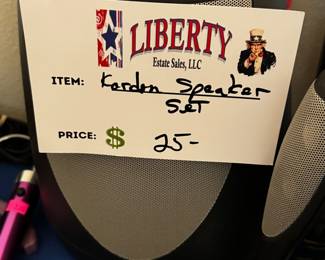 LIBERTY
Estate Sales, LLC
ITEM: Kardon Speaker
Set
PRICE: $ 25-